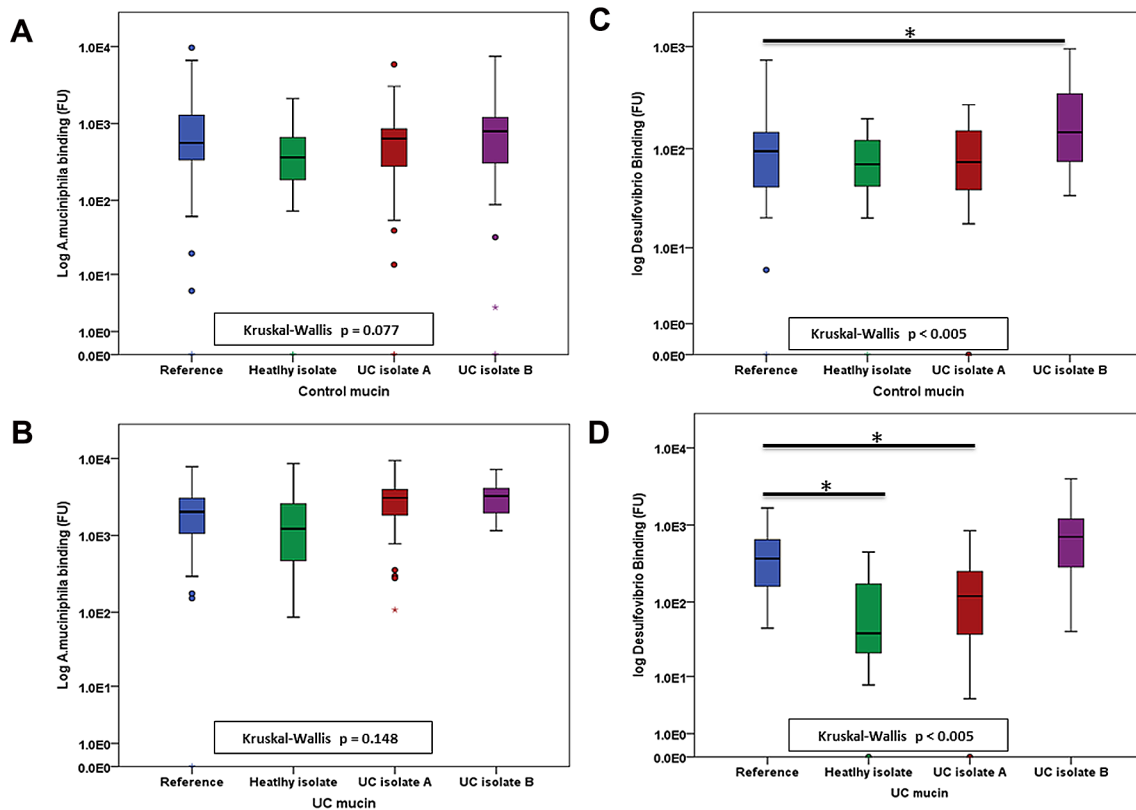 A
Log A.muciniphila binding (FU)
1.0E4
1.0E3
1.0E2
1.0E1
1.0E0
0.0E0
Kruskal-Wallis p = 0.077
Reference Heatlhy isolate UC isolate A UC isolate B
Control mucin
C
log Desulfovibrio Binding (FU)
1.0E3
1.0E2
1.0E1
1.0E0
0.0E0
*
Kruskal-Wallis p < 0.005
Reference Heatlhy isolate UC isolate A UC isolate B
Control mucin
B
Log A.muciniphila binding (FU)
1.0E4
1.0E3
1.0E2
1.0E1
1.0E0
0.0E0
Kruskal-Wallis p = 0.148
Reference Heatlhy isolate UC isolate A UC isolate B
UC mucin
D
log Desulfovibrio Binding (FU)
1.0E4
1.0E3
1.0E2
1.0E1
1.0E0
0.0E0
*
*
Kruskal-Wallis p < 0.005
Reference Heatlhy isolate UC isolate A UC isolate B
UC mucin